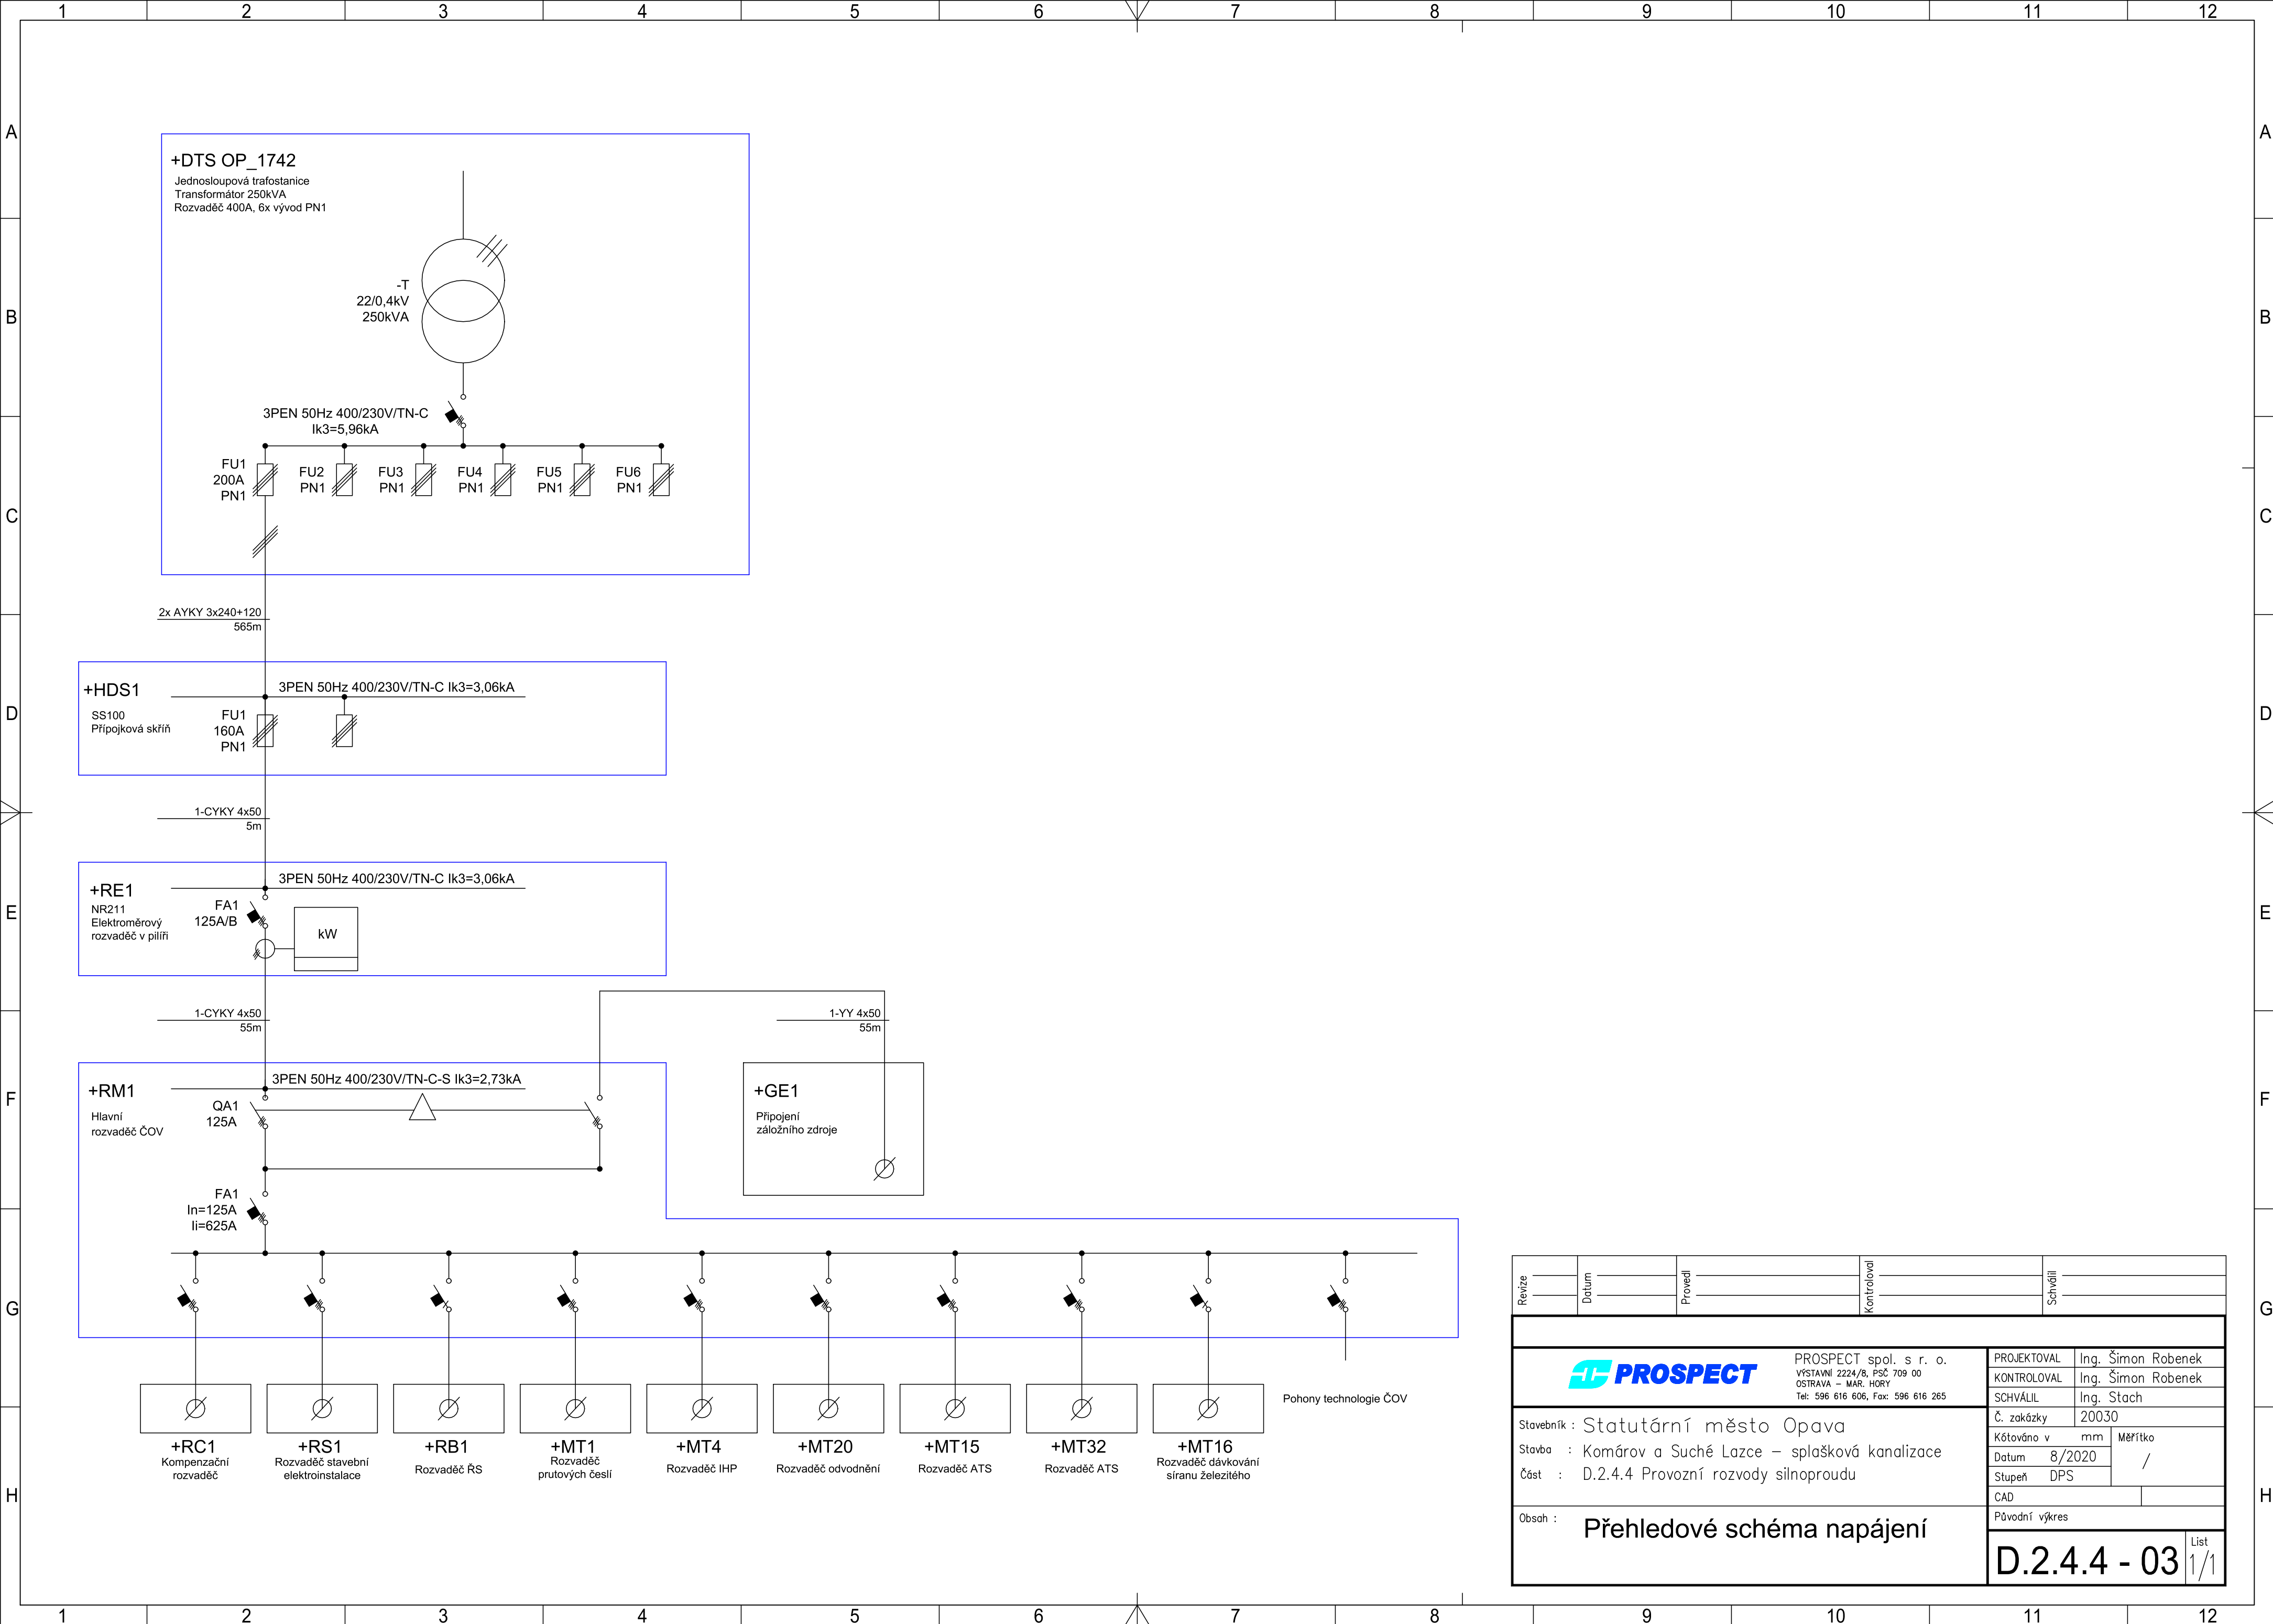 1 2 3 4 5 6 7 8 9 10 11 12
A A
+DTS OP_1742
Jednosloupová trafostanice
Transformátor 250kVA
Rozvaděč 400A, 6x vývod PN1
-T
22/0,4kV
250kVA
B B
3PEN 50Hz 400/230V/TN-C
Ik3=5,96kA
FU1
200A
PN1
FU2
PN1
FU3
PN1
FU4
PN1
FU5
PN1
FU6
PN1
C C
2x AYKY 3x240+120
565m
+HDS1
SS100
Přípojková skříň
3PEN 50Hz 400/230V/TN-C Ik3=3,06kA
FU1
160A
PN1
D D
1-CYKY 4x50
5m
+RE1
NR211
Elektroměrový
rozvaděč v pilíři
3PEN 50Hz 400/230V/TN-C Ik3=3,06kA
FA1
125A/B
kW
E E
1-CYKY 4x50
55m
1-YY 4x50
55m
+RM1
Hlavní
rozvaděč ČOV
3PEN 50Hz 400/230V/TN-C-S Ik3=2,73kA
QA1
125A
+GE1
Připojení
záložního zdroje
F F
FA1
In=125A
Ii=625A
G G
+RC1
Kompenzační
rozvaděč
+RS1
Rozvaděč stavební
elektroinstalace
+RB1
Rozvaděč ŘS
+MT1
Rozvaděč
prutových česlí
+MT4
Rozvaděč IHP
+MT20
Rozvaděč odvodnění
+MT15
Rozvaděč ATS
+MT32
Rozvaděč ATS
+MT16
Rozvaděč dávkování
síranu železitého
Pohony technologie ČOV
H H
Revize
Datum
Provedl
Kontroloval
Schválil
PROSPECT
PROSPECT spol. s r. o.
VÝSTAVNÍ 2224/8, PSČ 709 00
OSTRAVA – MAR. HORY
Tel: 596 616 606, Fax: 596 616 265
PROJEKTOVAL Ing. Šimon Robenek
KONTROLOVAL Ing. Šimon Robenek
SCHVÁLIL Ing. Stach
Č. zakázky 20030
Kótováno v mm
Měřítko
/
Datum 8/2020
Stupeň DPS
CAD
Původní výkres
Stavebník : Statutární město Opava
Stavba : Komárov a Suché Lazce – splašková kanalizace
Část : D.2.4.4 Provozní rozvody silnoproudu
Obsah : Přehledové schéma napájení
D.2.4.4 - 03
List
1/1
1 2 3 4 5 6 7 8 9 10 11 12